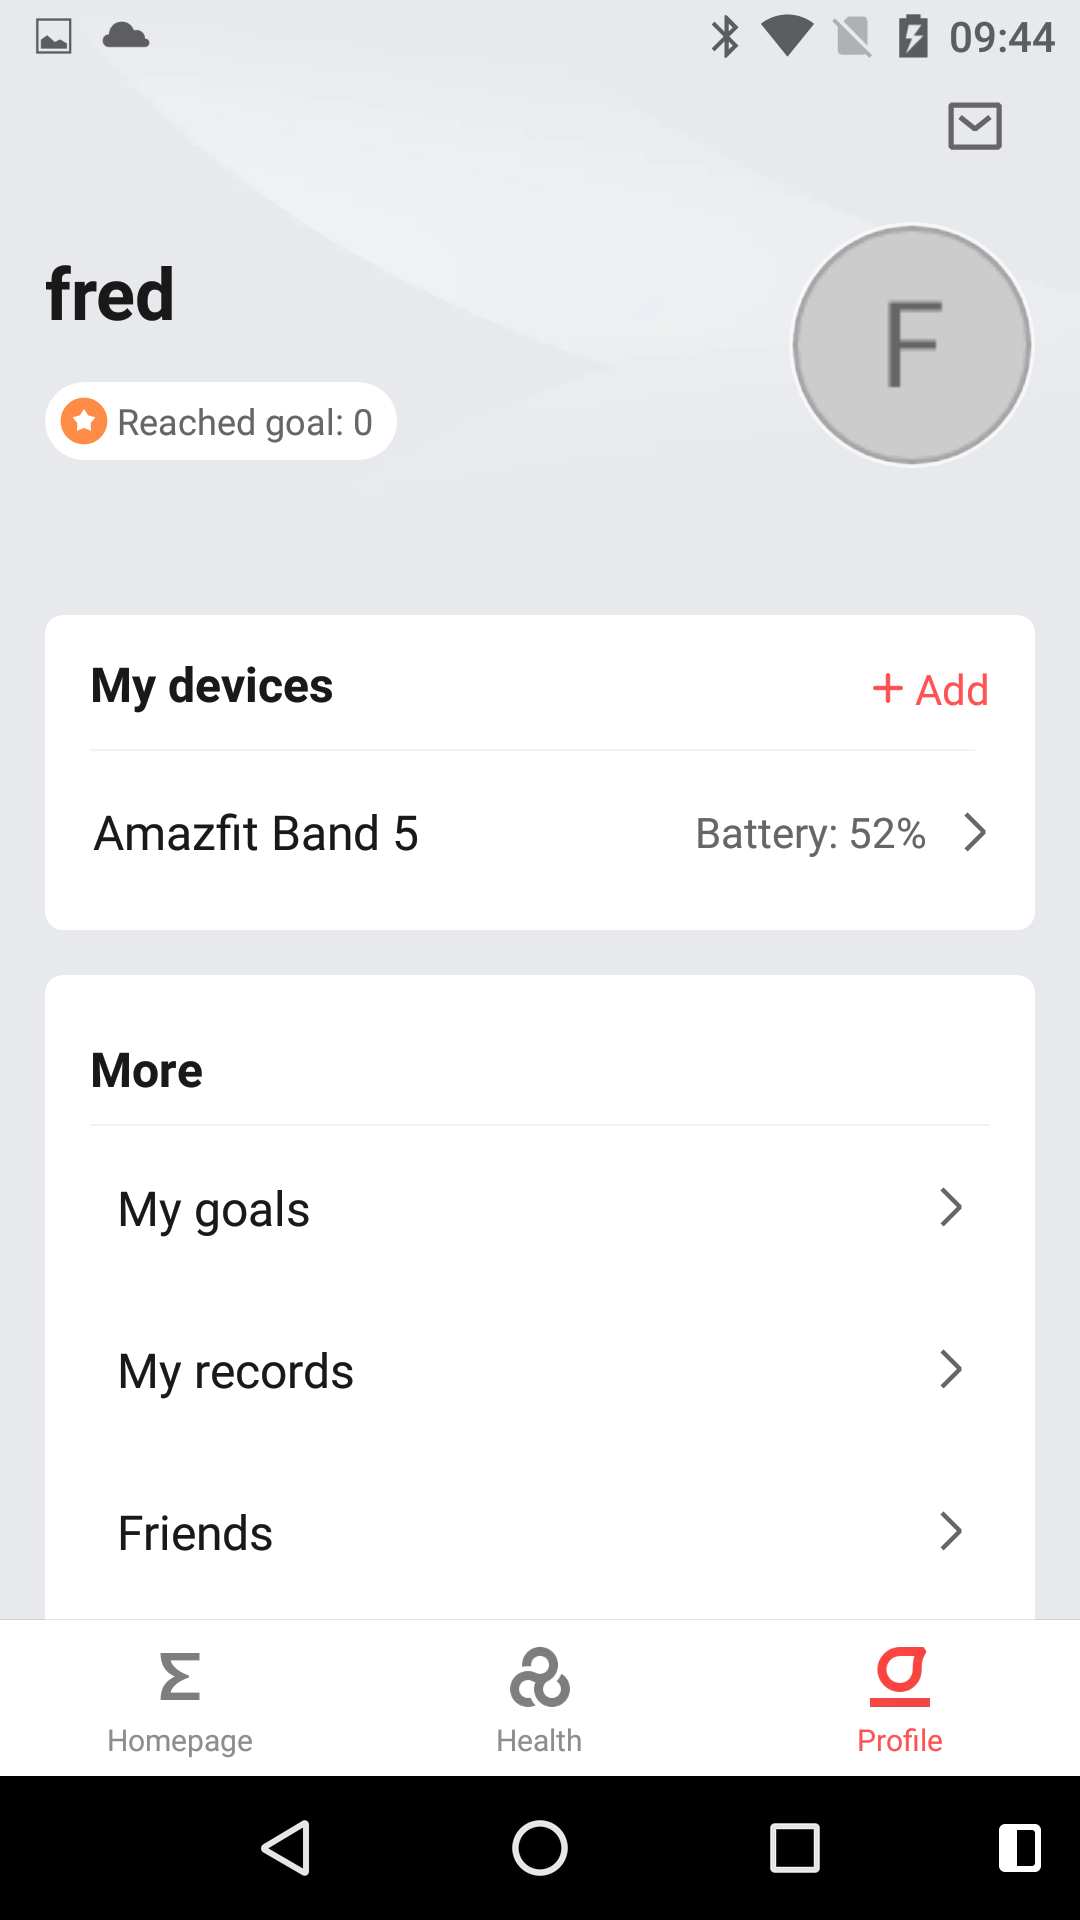 09:44
fred
F
Reached goal: 0
My devices
+ Add
Amazfit Band 5
Battery: 52%
More
My goals
My records
Friends
Homepage
Health
Profile